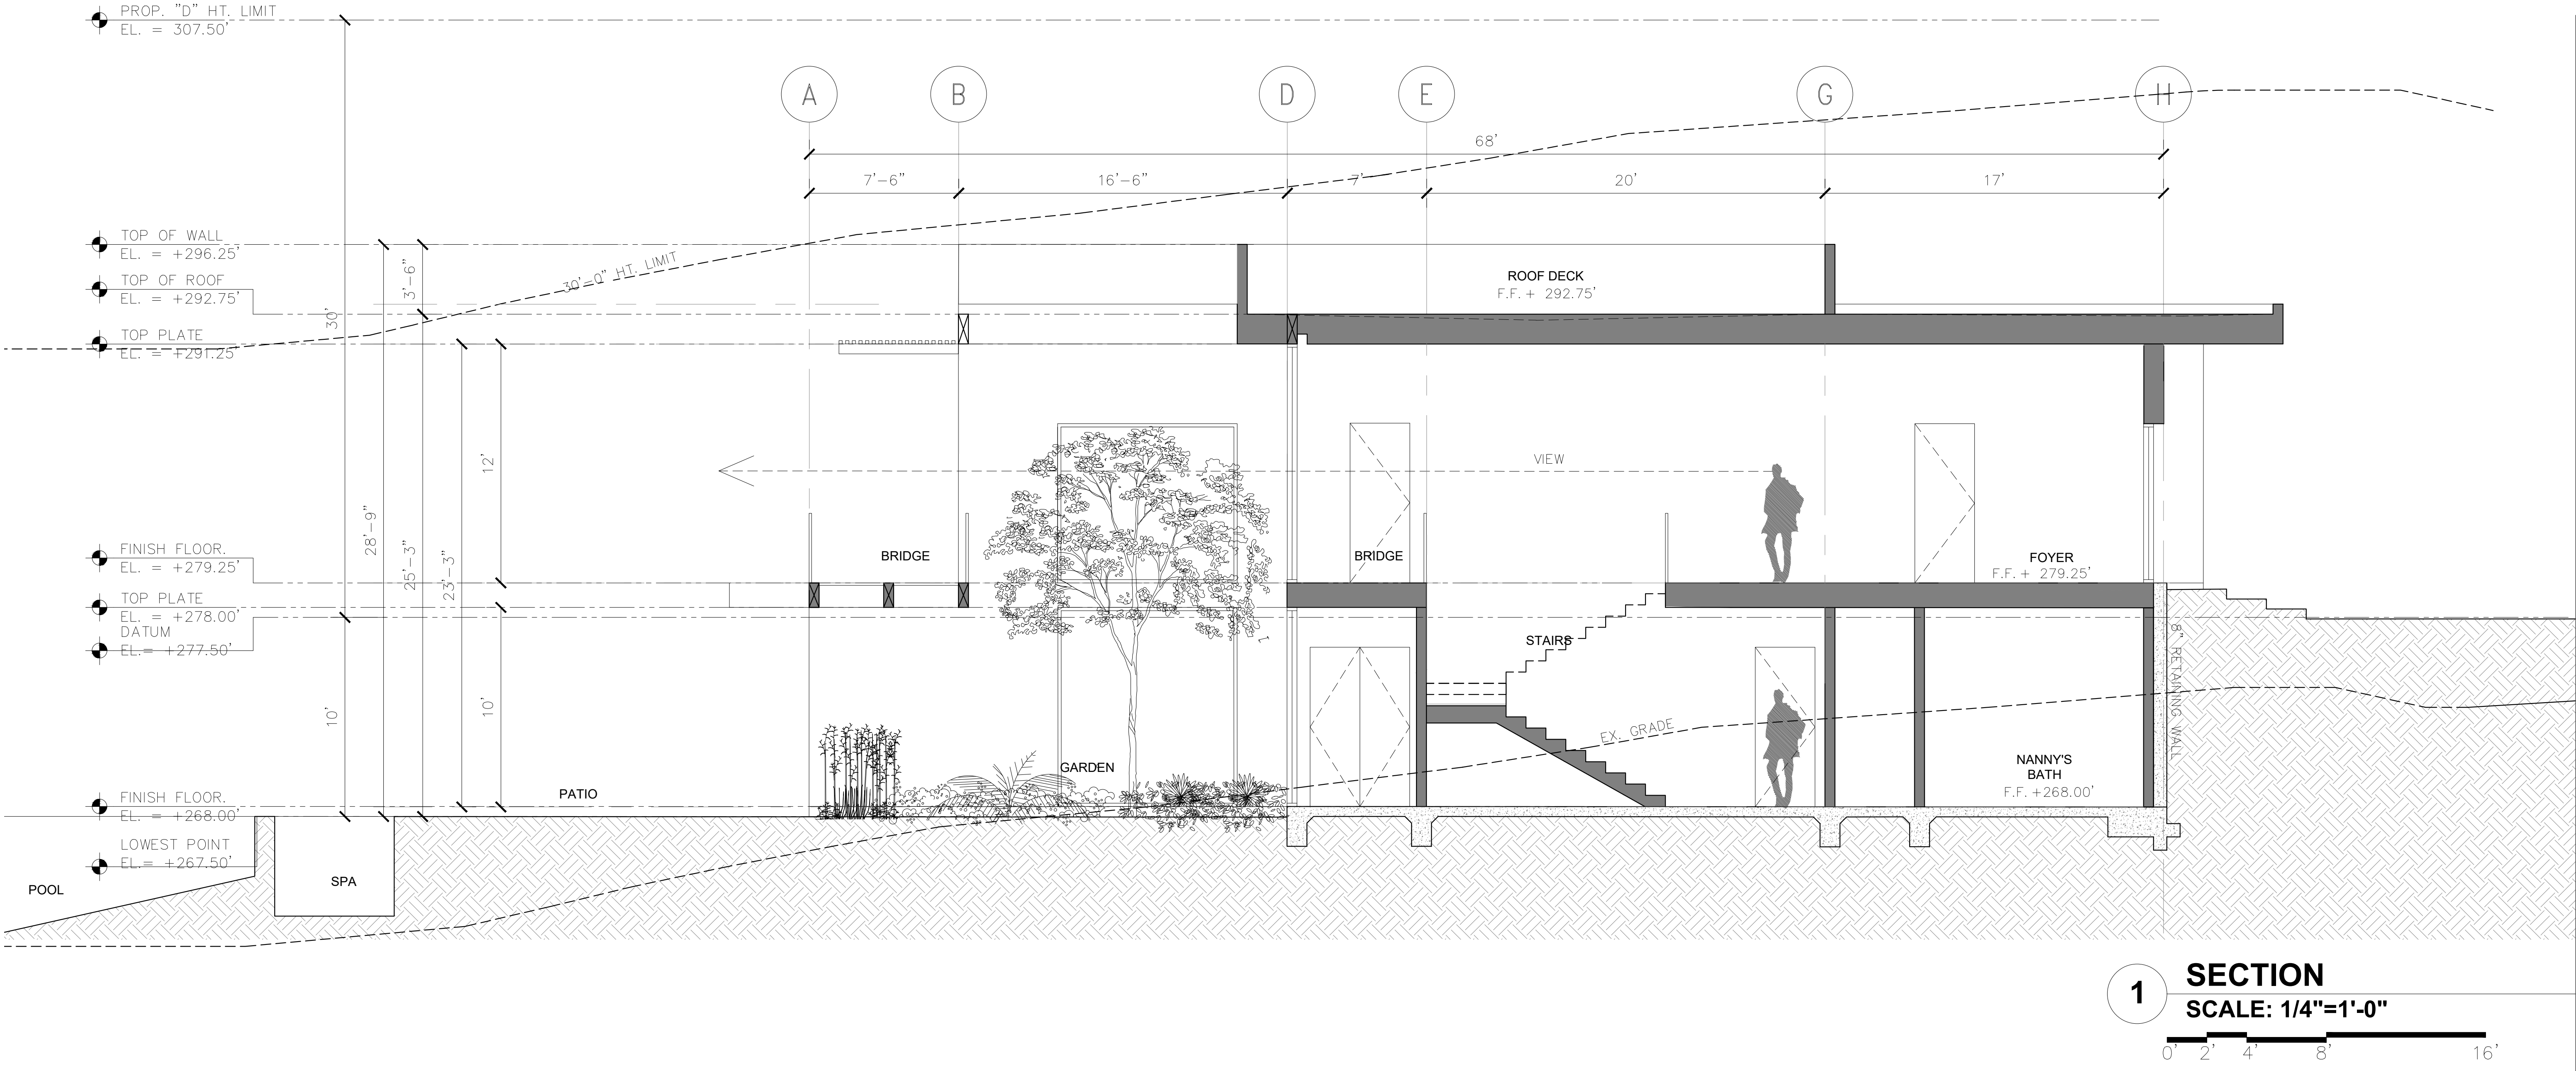 PROP. "D" HT. LIMIT
EL. = 307.50'
A
B
D
E
G
H
68'
7'-6"
16'-6"
7'
20'
17'
TOP OF WALL
EL. = +296.25'
TOP OF ROOF
EL. = +292.75'
TOP PLATE
EL. = +291.25'
30'
3'-6"
30'-0" HT. LIMIT
ROOF DECK
F.F. + 292.75'
12'
28'-9"
25'-3"
23'-3"
VIEW
FINISH FLOOR.
EL. = +279.25'
TOP PLATE
EL. = +278.00'
DATUM
EL.= +277.50'
BRIDGE
BRIDGE
FOYER
F.F. + 279.25'
STAIRS
8" RETAINING WALL
10'
10'
EX. GRADE
GARDEN
NANNY'S
BATH
F.F. +268.00'
PATIO
FINISH FLOOR.
EL. = +268.00'
LOWEST POINT
EL.= +267.50'
POOL
SPA
1
SECTION
SCALE: 1/4"=1'-0"
0' 2' 4' 8' 16'